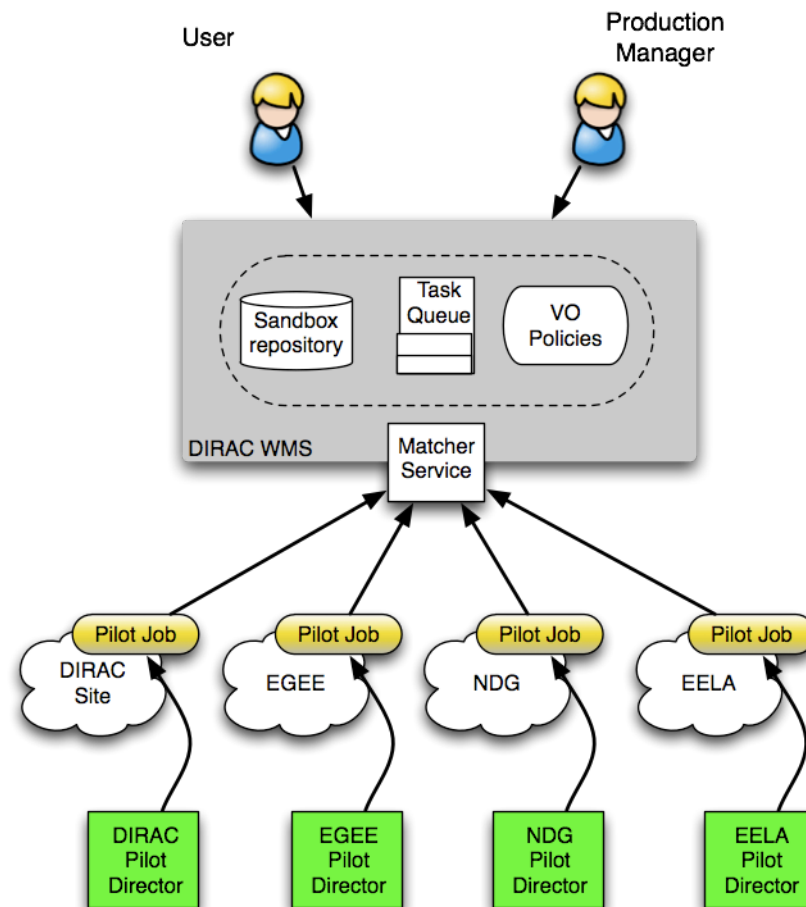 User
Production
Manager
Sandbox
repository
Task
Queue
VO
Policies
DIRAC WMS
Matcher
Service
Pilot Job
Pilot Job
Pilot Job
Pilot Job
DIRAC
Site
EGEE
NDG
EELA
DIRAC
Pilot
Director
EGEE
Pilot
Director
NDG
Pilot
Director
EELA
Pilot
Director